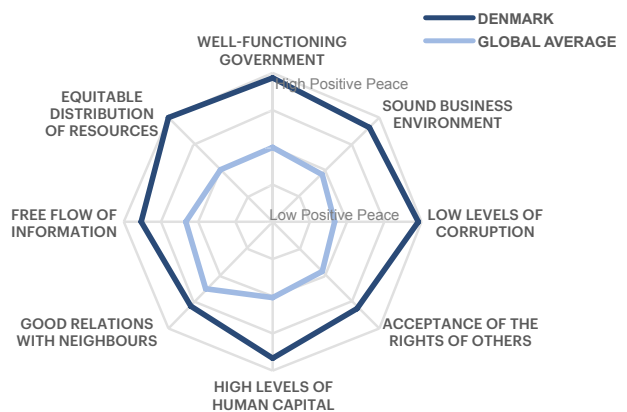 DENMARK
GLOBAL AVERAGE
WELL-FUNCTIONING
GOVERNMENT
High Positive Peace
SOUND BUSINESS
ENVIRONMENT
EQUITABLE
DISTRIBUTION
OF RESOURCES
Low Positive Peace
FREE FLOW OF
INFORMATION
LOW LEVELS OF
CORRUPTION
GOOD RELATIONS
WITH NEIGHBOURS
ACCEPTANCE OF THE
RIGHTS OF OTHERS
HIGH LEVELS OF
HUMAN CAPITAL